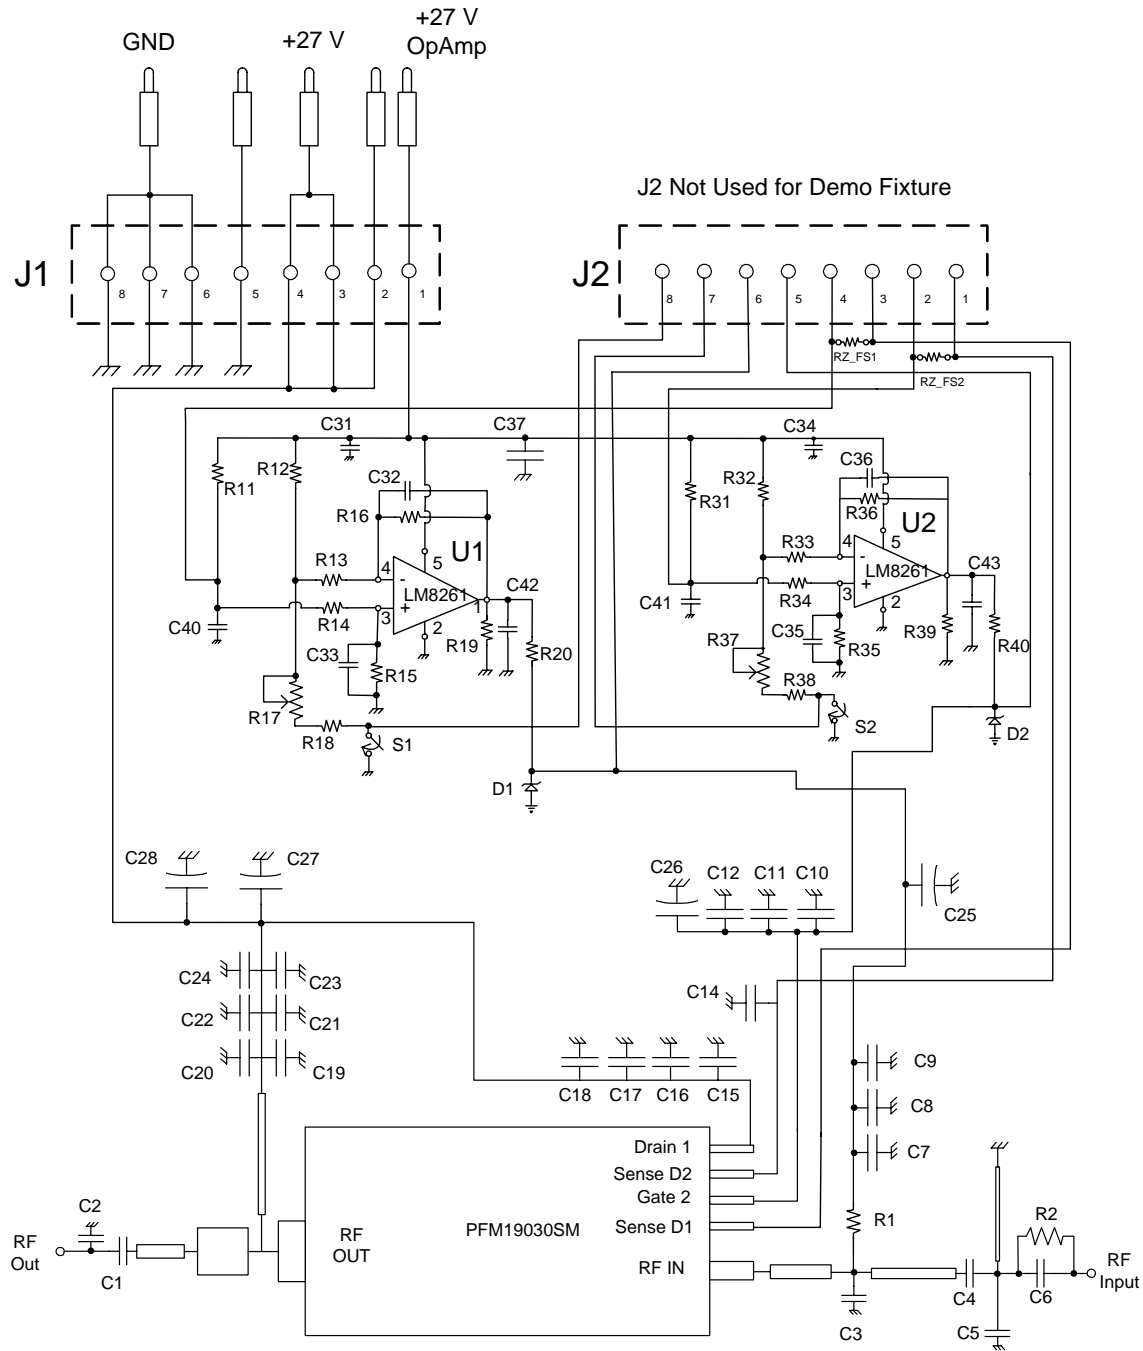 +27 V
OpAmp
GND
+27 V
J2 Not Used for Demo Fixture
J1
8
7
6
5
4
3
2
1
J2
8
7
6
5
4
3
2
1
RZ_FS1
RZ_FS2
C31
C37
C34
R12
R11
C32
R16
U1
R32
R31
C36
R36
U2
R13
4
-
5
LM8261
1
C42
R33
4
-
5
LM8261
C43
R14
3
+
2
C40
R19
R20
R34
3
+
2
C41
C33
R15
R37
C35
R35
R39
R40
R17
R18
S1
R38
S2
D2
D1
C28
C27
C26
C12
C11
C10
C25
C24
C23
C22
C21
C20
C19
C14
C18
C17
C16
C15
C9
C8
C7
Drain 1
Sense D2
Gate 2
Sense D1
RF IN
RF
OUT
PFM19030SM
C2
RF
Out
C1
R1
C3
C4
C5
R2
C6
RF
Input